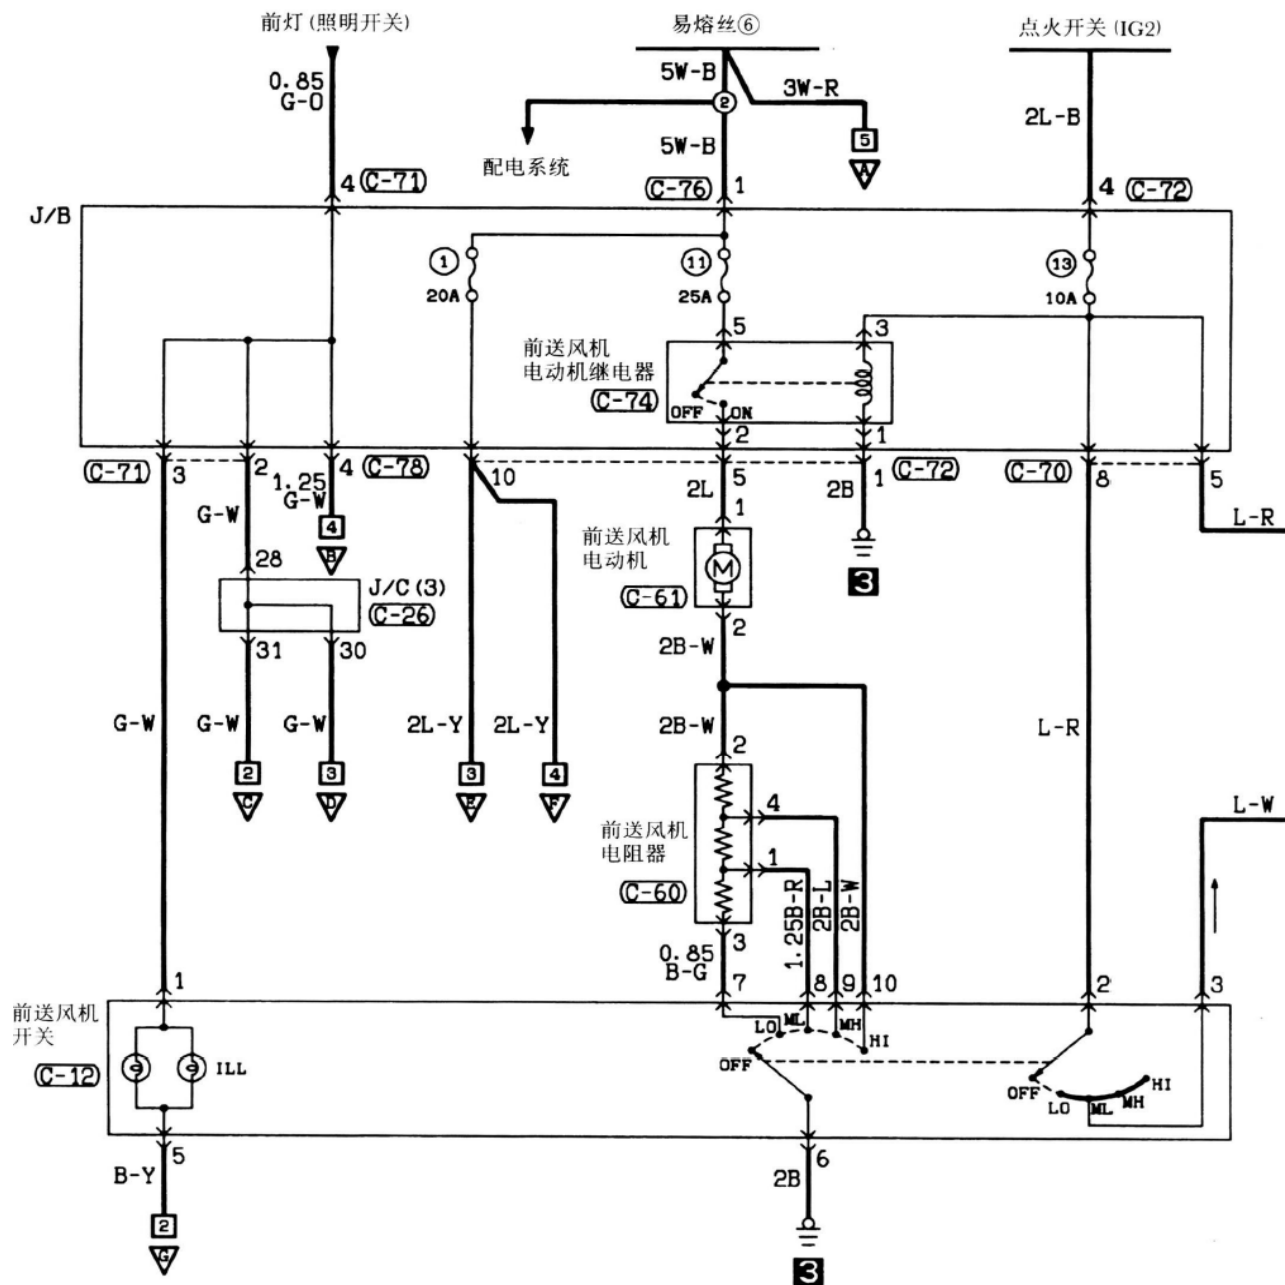 前灯(照明开关)
易熔丝⑥
点火开关(IG2)
0.85
G-O
5W-B
3W-R
2
2L-B
5W-B
5
A
配电系统
4
C-71
C-76
1
4
C-72
J/B
1
20A
11
25A
13
10A
5
3
前送风机
电动机继电器
C-74
OFF
ON
2
1
C-71
3
2
4
C-78
10
5
C-72
1
C-70
8
5
1.25
G-W
G-W
2L
2B
L-R
4
B
1
前送风机
电动机
M
C-61
3
28
J/C(3)
C-26
31
30
2
2B-W
G-W
G-W
G-W
2L-Y
2L-Y
2B-W
L-R
2
2
C
3
D
3
E
4
F
4
L-W
前送风机
电阻器
C-60
1
1.25B-R
2B-L
2B-W
3
0.85
B-G
1
7
8
9
10
2
3
前送风机
开关
C-12
ILL
LO
ML
MH
HI
OFF
OFF
LO
ML
MH
HI
5
6
B-Y
2B
2
G
3